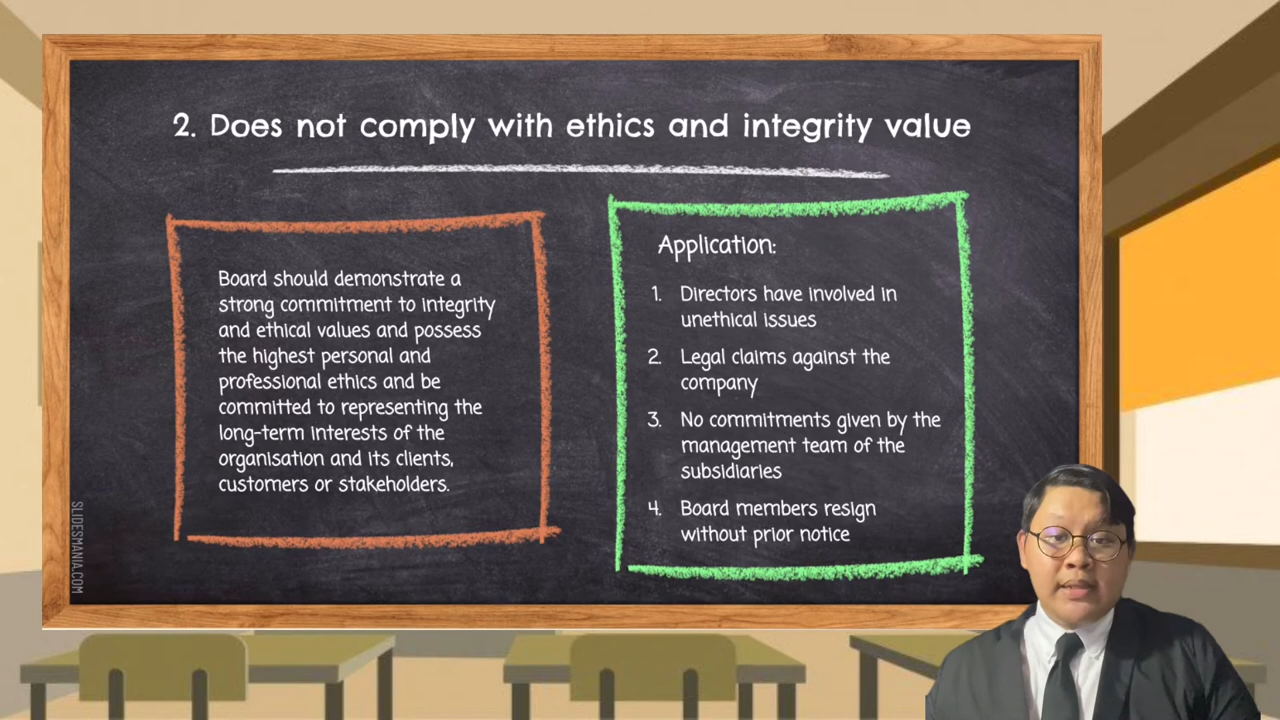 2. Does not comply with ethics and integrity value
Board should demonstrate a
strong commitment to integrity
and ethical values and possess
the highest personal and
professional ethics and be
committed to representing the
long-term interests of the
organisation and its clients,
customers or stakeholders.
Application:
1. Directors have involved in
unethical issues
2. Legal claims against the
company
3. No commitments given by the
management team of the
subsidiaries
4. Board members resign
without prior notice
SLIDESMANIA.COM